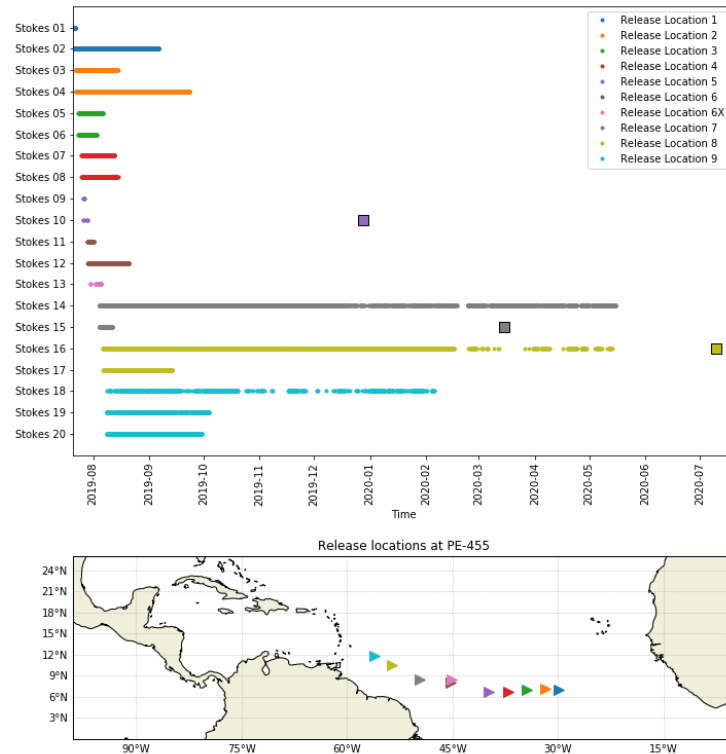 Stokes 01
Stokes 02
Stokes 03
Stokes 04
Stokes 05
Stokes 06
Stokes 07
Stokes 08
Stokes 09
Stokes 10
Stokes 11
Stokes 12
Stokes 13
Stokes 14
Stokes 15
Stokes 16
Stokes 17
Stokes 18
Stokes 19
Stokes 20
Release Location 1
Release Location 2
Release Location 3
Release Location 4
Release Location 5
Release Location 6
Release Location 6X
Release Location 7
Release Location 8
Release Location 9
2019-08
2019-09
2019-10
2019-11
2019-12
2020-01
2020-02
2020-03
2020-04
2020-05
2020-06
2020-07
Time
Release locations at PE-455
24°N
21°N
18°N
15°N
12°N
9°N
6°N
3°N
90°W
75°W
60°W
45°W
30°W
15°W